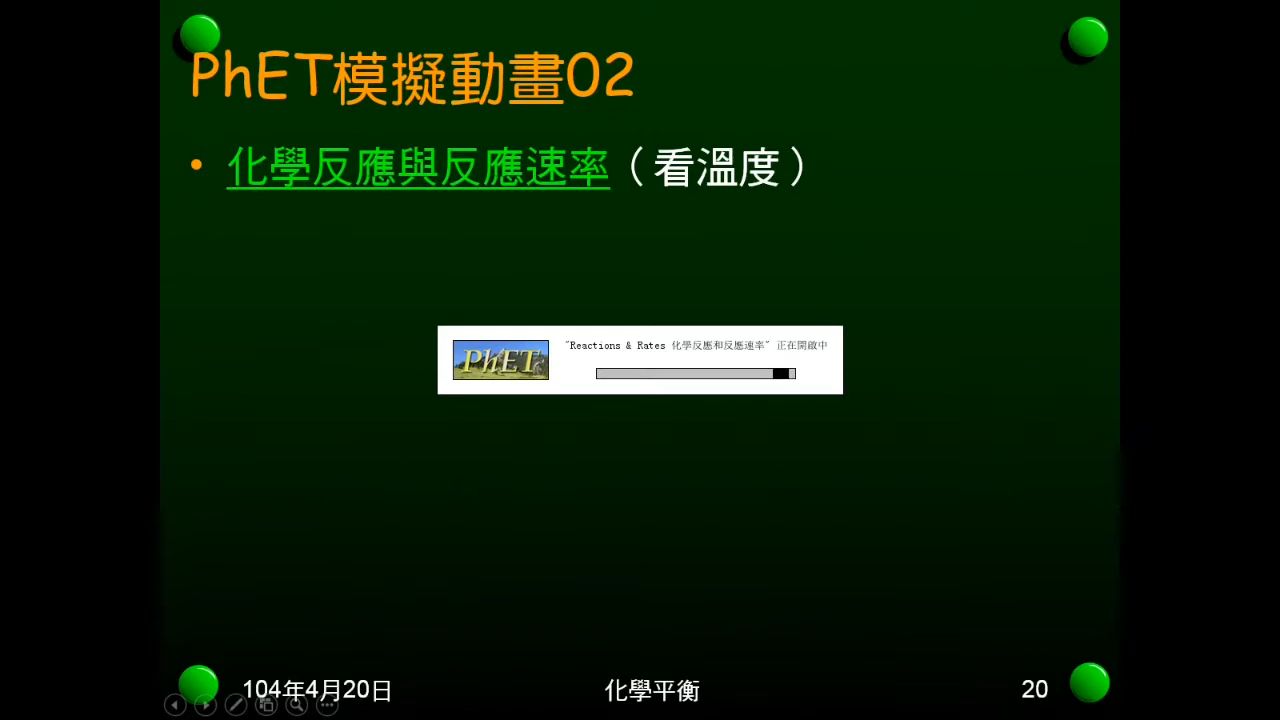 PhET模擬動畫02
• 化學反應與反應速率（看溫度）
PhET
"Reactions & Rates 化學反應和反應速率" 正在開啟中
104年4月20日
化學平衡
20